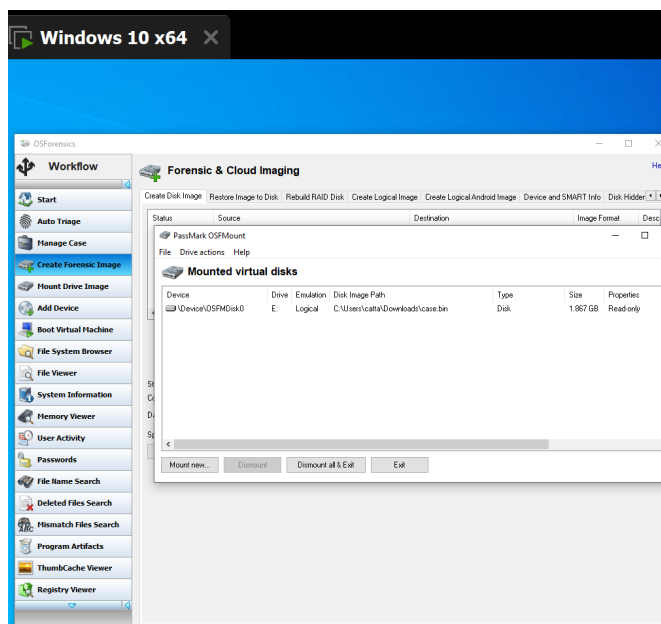 Windows 10 x64
OSForensics
Workflow
Start
Auto Triage
Manage Case
Create Forensic Image
Mount Drive Image
Add Device
Boot Virtual Machine
File System Browser
File Viewer
System Information
Memory Viewer
User Activity
Passwords
File Name Search
Deleted Files Search
Mismatch Files Search
Program Artifacts
ThumbCache Viewer
Registry Viewer
Forensic & Cloud Imaging
He
Create Disk Image Restore Image to Disk Rebuild RAID Disk Create Logical Image Create Logical Android Image Device and SMART Info Disk Hidden
Status Source Destination Image Format Desc
PassMark OSFMount
File Drive actions Help
Mounted virtual disks
Device Drive Emulation Disk Image Path Type Size Properties
\Device\OSFMDisk0 E: Logical C:\Users\catta\Downloads\case.bin Disk 1.867 GB Read-only
St
Co
Da
Sp
Mount new... Dismount Dismount all & Exit Exit